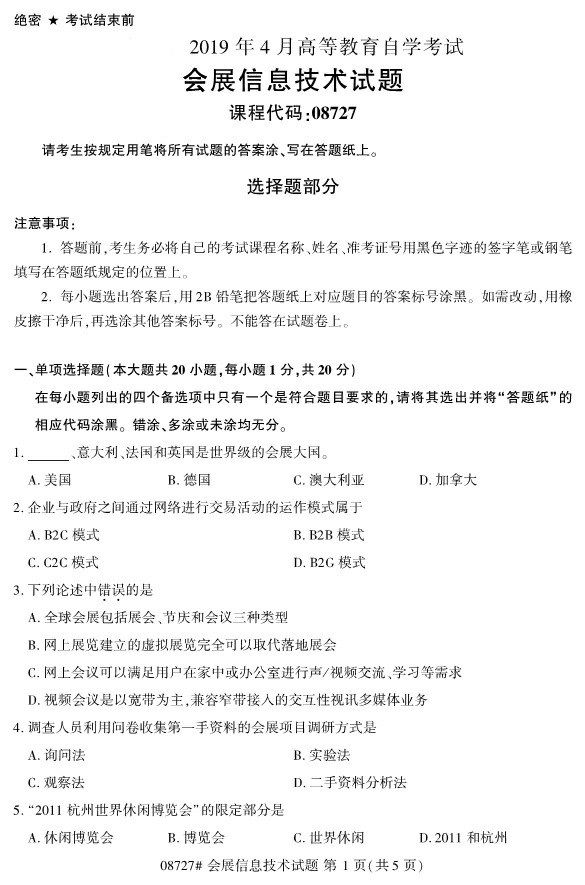 绝密 ★ 考试结束前
2019 年 4 月高等教育自学考试
会展信息技术试题
课程代码:08727
请考生按规定用笔将所有试题的答案涂、写在答题纸上。
选择题部分
注意事项:
1. 答题前,考生务必将自己的考试课程名称、姓名、准考证号用黑色字迹的签字笔或钢笔
填写在答题纸规定的位置上。
2. 每小题选出答案后,用 2B 铅笔把答题纸上对应题目的答案标号涂黑。如需改动,用橡
皮擦干净后,再选涂其他答案标号。不能答在试题卷上。
一、单项选择题(本大题共 20 小题,每小题 1 分,共 20 分)
在每小题列出的四个备选项中只有一个是符合题目要求的,请将其选出并将“答题纸”的
相应代码涂黑。错涂、多涂或未涂均无分。
1. ______、意大利、法国和英国是世界级的会展大国。
A. 美国 B. 德国 C. 澳大利亚 D. 加拿大
2. 企业与政府之间通过网络进行交易活动的运作模式属于
A. B2C 模式 B. B2B 模式
C. C2C 模式 D. B2G 模式
3. 下列论述中错误的是
A. 全球会展包括展会、节庆和会议三种类型
B. 网上展览建立的虚拟展览完全可以取代落地展会
C. 网上会议可以满足用户在家中或办公室进行声/视频交流、学习等需求
D. 视频会议是以宽带为主,兼容窄带接入的交互性视讯多媒体业务
4. 调查人员利用问卷收集第一手资料的会展项目调研方式是
A. 询问法 B. 实验法
C. 观察法 D. 二手资料分析法
5. “2011 杭州世界休闲博览会”的限定部分是
A. 休闲博览会 B. 博览会 C. 世界休闲 D. 2011 和杭州
08727# 会展信息技术试题 第 1 页(共 5 页)